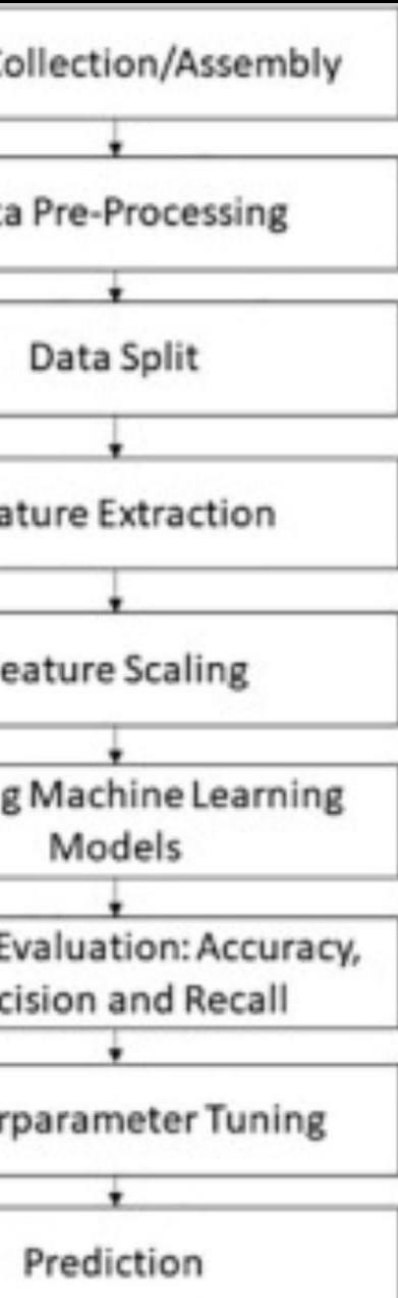 Collection/Assembly
ta Pre-Processing
Data Split
ature Extraction
eature Scaling
g Machine Learning
Models
Evaluation: Accuracy,
cision and Recall
rparameter Tuning
Prediction